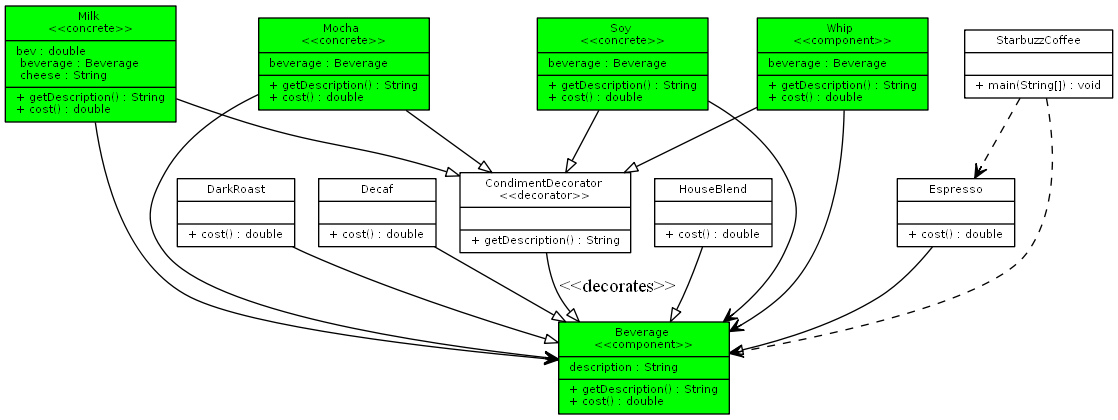 Milk
<<concrete>>
bev : double
beverage : Beverage
cheese : String
+ getDescription() : String
+ cost() : double
Mocha
<<concrete>>
beverage : Beverage
+ getDescription() : String
+ cost() : double
Soy
<<concrete>>
beverage : Beverage
+ getDescription() : String
+ cost() : double
Whip
<<component>>
beverage : Beverage
+ getDescription() : String
+ cost() : double
StarbuzzCoffee
+ main(String[]) : void
DarkRoast
+ cost() : double
Decaf
+ cost() : double
CondimentDecorator
<<decorator>>
+ getDescription() : String
HouseBlend
+ cost() : double
Espresso
+ cost() : double
<<decorates>>
Beverage
<<component>>
description : String
+ getDescription() : String
+ cost() : double